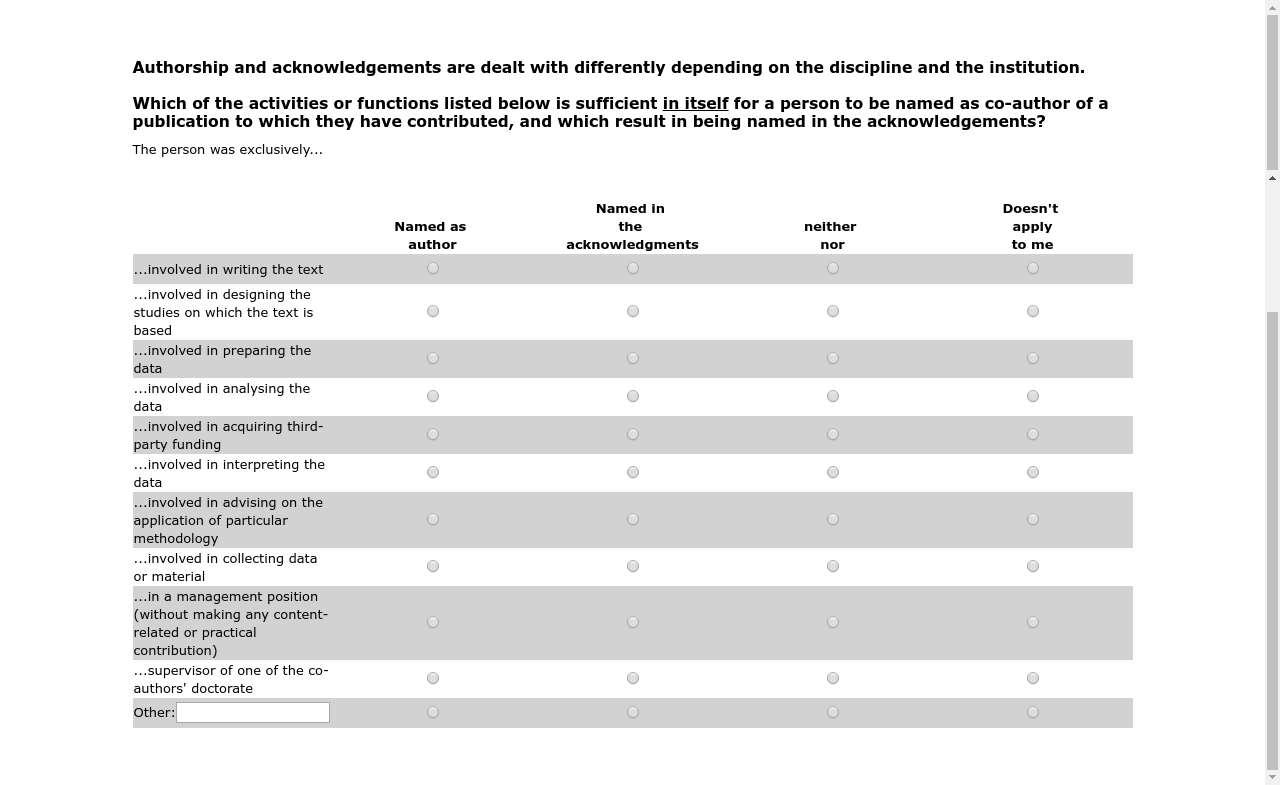 Authorship and acknowledgements are dealt with differently depending on the discipline and the institution.
Which of the activities or functions listed below is sufficient in itself for a person to be named as co-author of a
publication to which they have contributed, and which result in being named in the acknowledgements?
The person was exclusively...
Named as
author
Named in
the
acknowledgments
neither
nor
Doesn't
apply
to me
...involved in writing the text
...involved in designing the
studies on which the text is
based
...involved in preparing the
data
...involved in analysing the
data
...involved in acquiring third-
party funding
...involved in interpreting the
data
...involved in advising on the
application of particular
methodology
...involved in collecting data
or material
...in a management position
(without making any content-
related or practical
contribution)
...supervisor of one of the co-
authors' doctorate
Other: